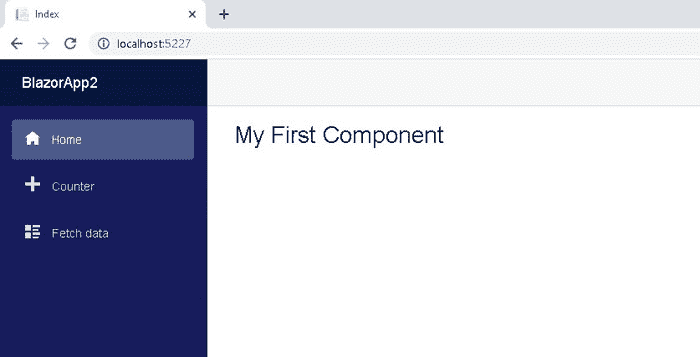 Index
localhost:5227
BlazorApp2
Home
Counter
Fetch data
My First Component